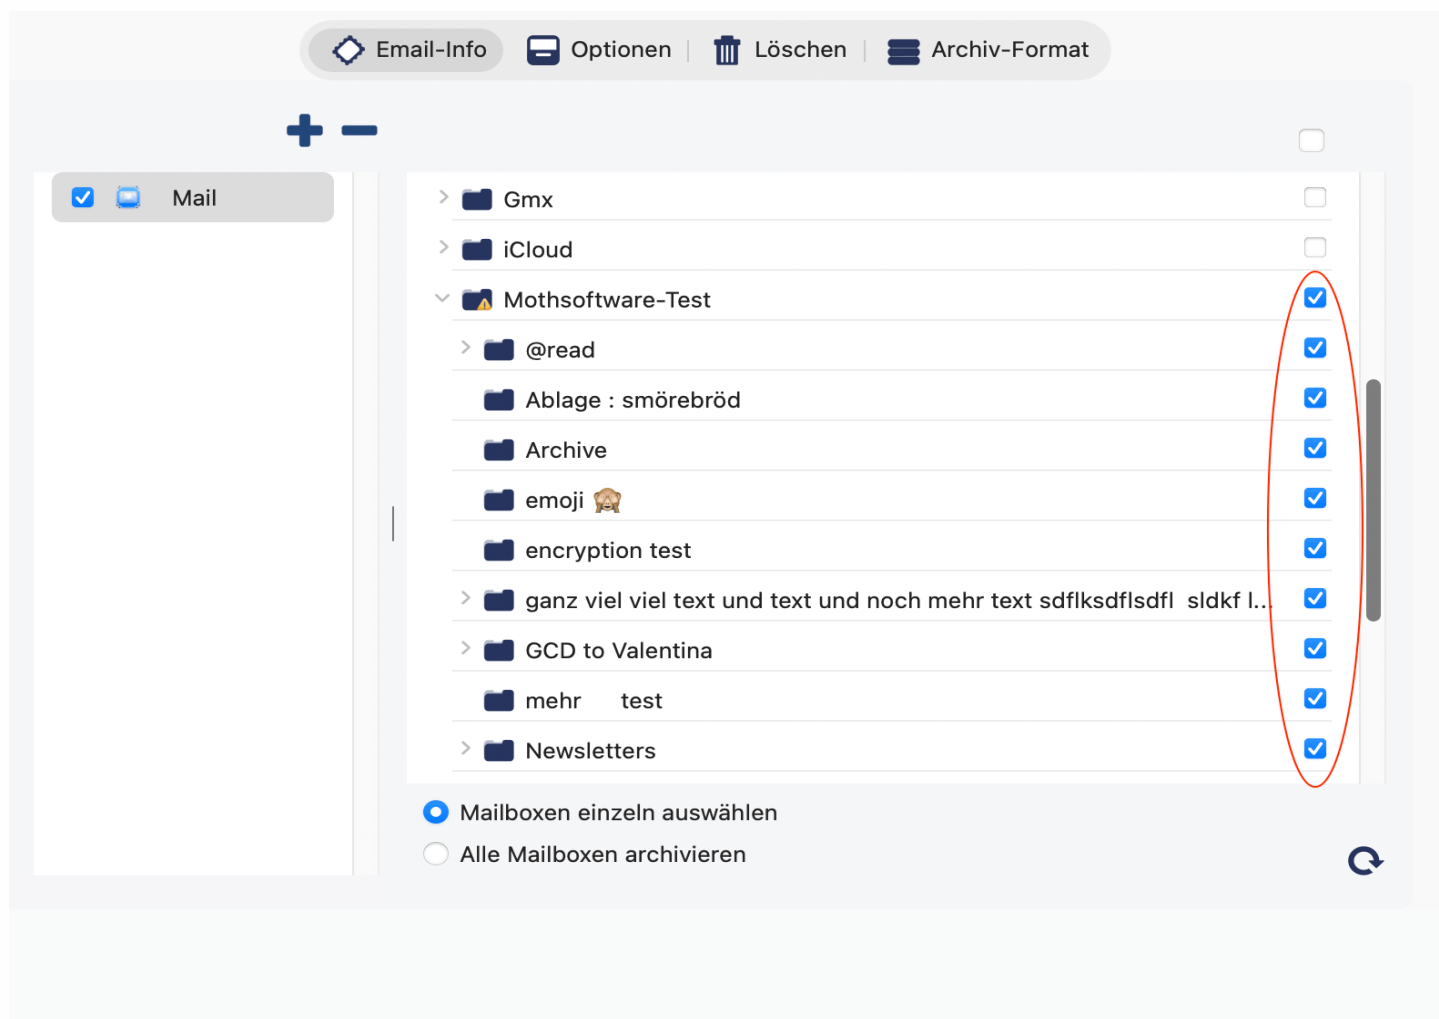 Email-Info Optionen Löschen Archiv-Format
Mail
Gmx
iCloud
Mothsoftware-Test
@read
Ablage : smörebröd
Archive
emoji 🙈
encryption test
ganz viel viel text und text und noch mehr text sdflksdflsdfl  sldkf l...
GCD to Valentina
mehr     test
Newsletters
Mailboxen einzeln auswählen
Alle Mailboxen archivieren